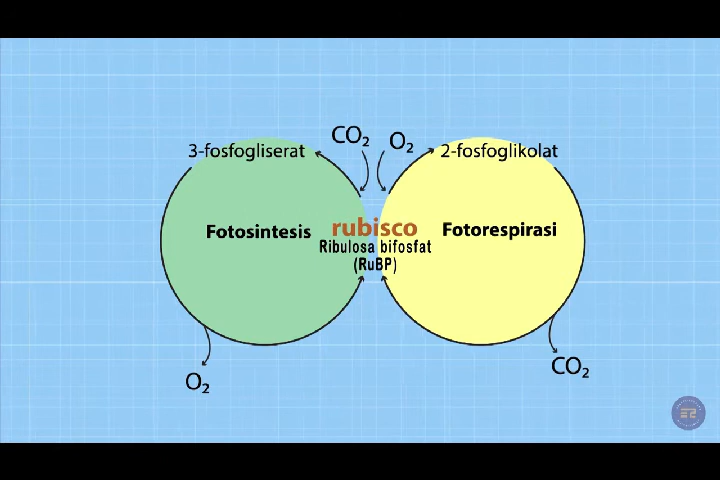 CO₂
O₂
3-fosfogliserat
2-fosfoglikolat
rubisco
Fotosintesis
Fotorespirasi
Ribulosa bifosfat
(RuBP)
CO₂
O₂